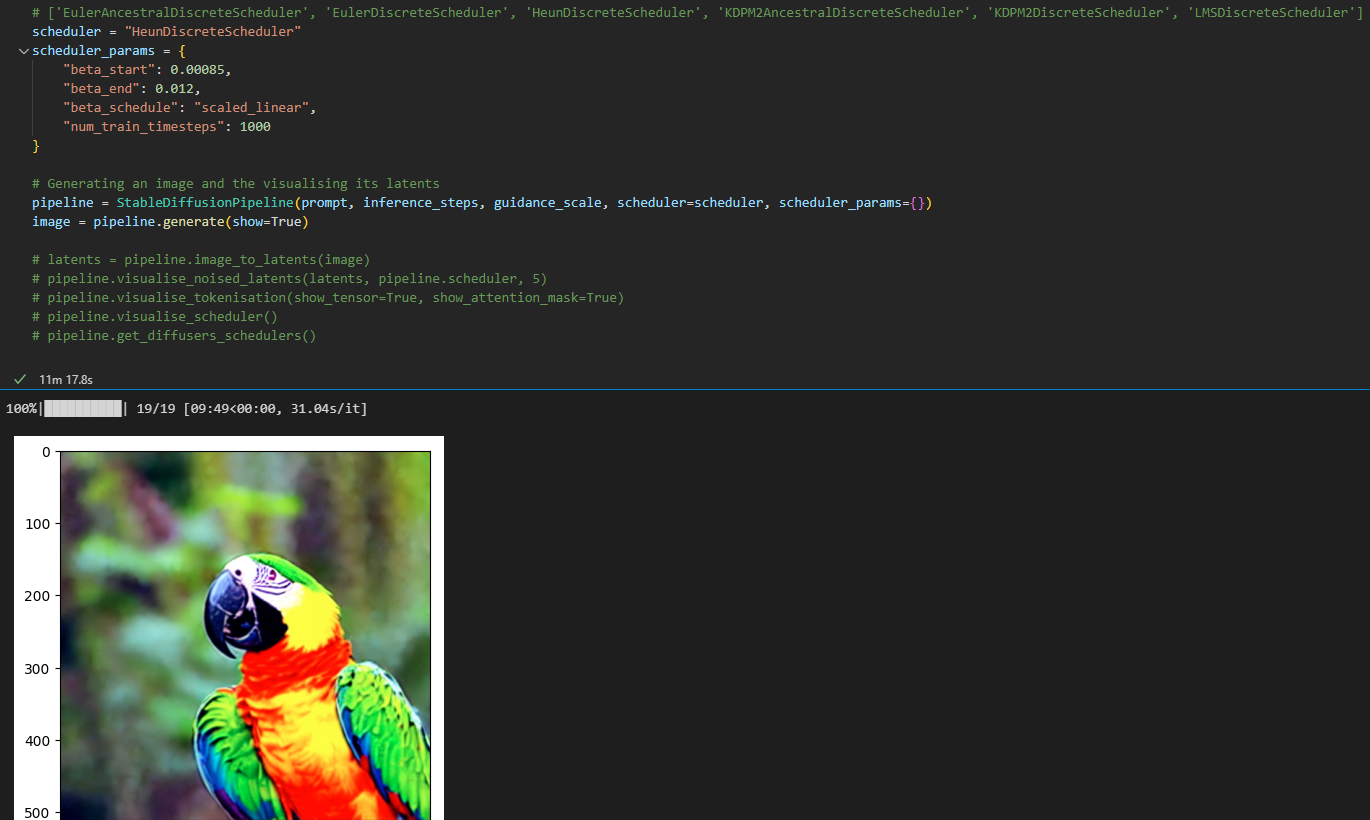 # ['EulerAncestralDiscreteScheduler', 'EulerDiscreteScheduler', 'HeunDiscreteScheduler', 'KDPM2AncestralDiscreteScheduler', 'KDPM2DiscreteScheduler', 'LMSDiscreteScheduler']
scheduler = "HeunDiscreteScheduler"
scheduler_params = {
    "beta_start": 0.00085,
    "beta_end": 0.012,
    "beta_schedule": "scaled_linear",
    "num_train_timesteps": 1000
}
# Generating an image and the visualising its latents
pipeline = StableDiffusionPipeline(prompt, inference_steps, guidance_scale, scheduler=scheduler, scheduler_params={})
image = pipeline.generate(show=True)
# latents = pipeline.image_to_latents(image)
# pipeline.visualise_noised_latents(latents, pipeline.scheduler, 5)
# pipeline.visualise_tokenisation(show_tensor=True, show_attention_mask=True)
# pipeline.visualise_scheduler()
# pipeline.get_diffusers_schedulers()
11m 17.8s
100%|██████████| 19/19 [09:49<00:00, 31.04s/it]
0
100
200
300
400
500